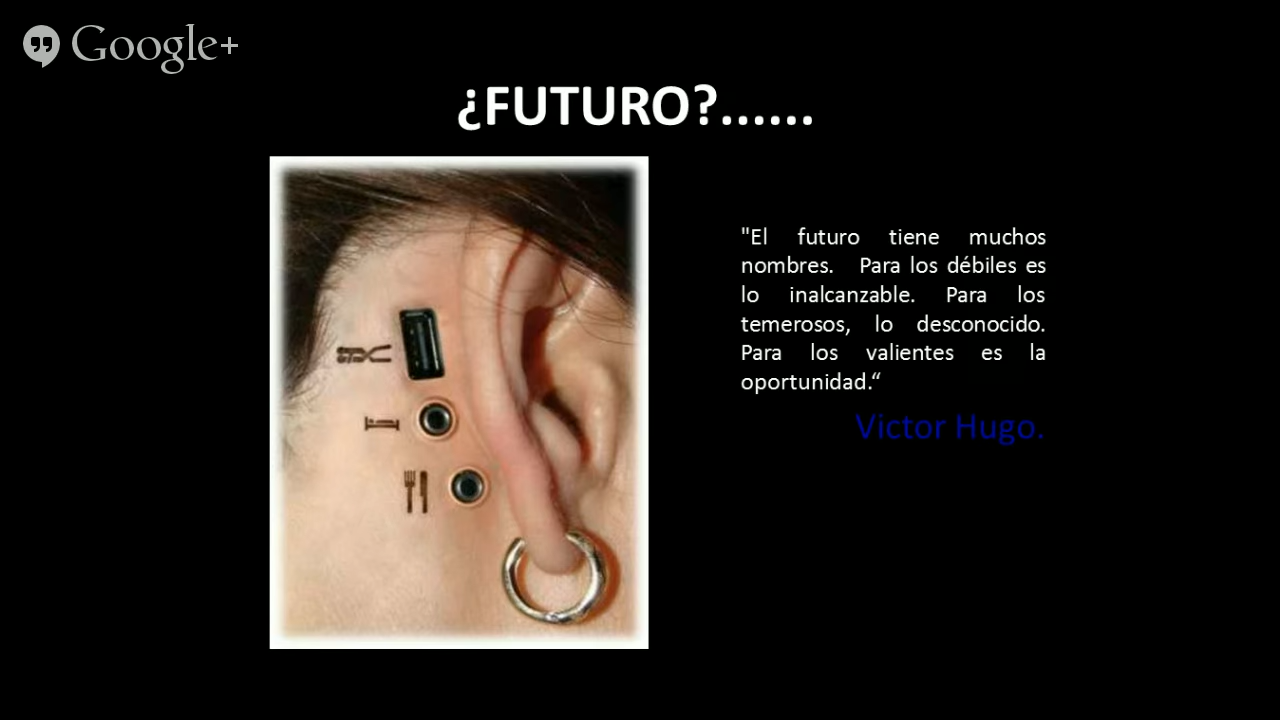 Google+
¿FUTURO?......
"El futuro tiene muchos
nombres. Para los débiles es
lo inalcanzable. Para los
temerosos, lo desconocido.
Para los valientes es la
oportunidad.“
Victor Hugo.